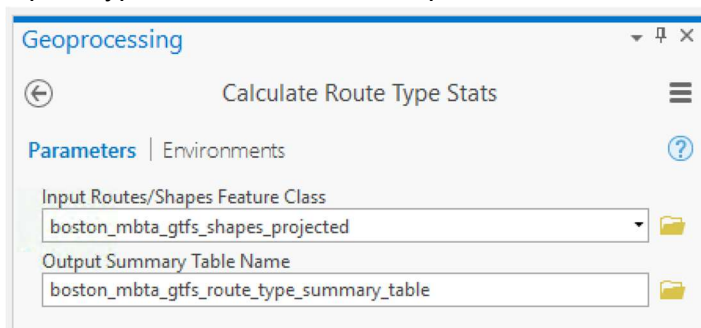 Geoprocessing
Calculate Route Type Stats
Parameters | Environments
Input Routes/Shapes Feature Class
boston_mbta_gtfs_shapes_projected
Output Summary Table Name
boston_mbta_gtfs_route_type_summary_table